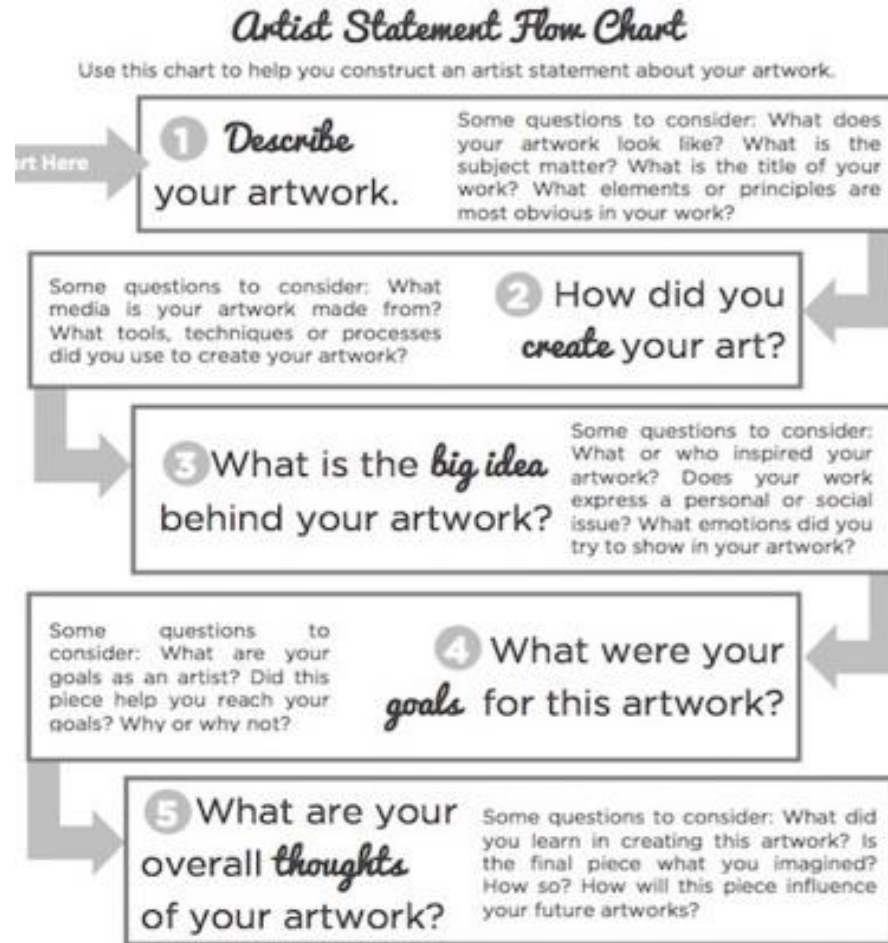 Artist Statement Flow Chart
Use this chart to help you construct an artist statement about your artwork.
rt Here
1 Describe
your artwork.
Some questions to consider: What does
your artwork look like? What is the
subject matter? What is the title of your
work? What elements or principles are
most obvious in your work?
Some questions to consider: What
media is your artwork made from?
What tools, techniques or processes
did you use to create your artwork?
2 How did you
create your art?
3 What is the big idea
behind your artwork?
Some questions to consider:
What or who inspired your
artwork? Does your work
express a personal or social
issue? What emotions did you
try to show in your artwork?
Some questions to
consider: What are your
goals as an artist? Did this
piece help you reach your
goals? Why or why not?
4 What were your
goals for this artwork?
5 What are your
overall thoughts
of your artwork?
Some questions to consider: What did
you learn in creating this artwork? Is
the final piece what you imagined?
How so? How will this piece influence
your future artworks?